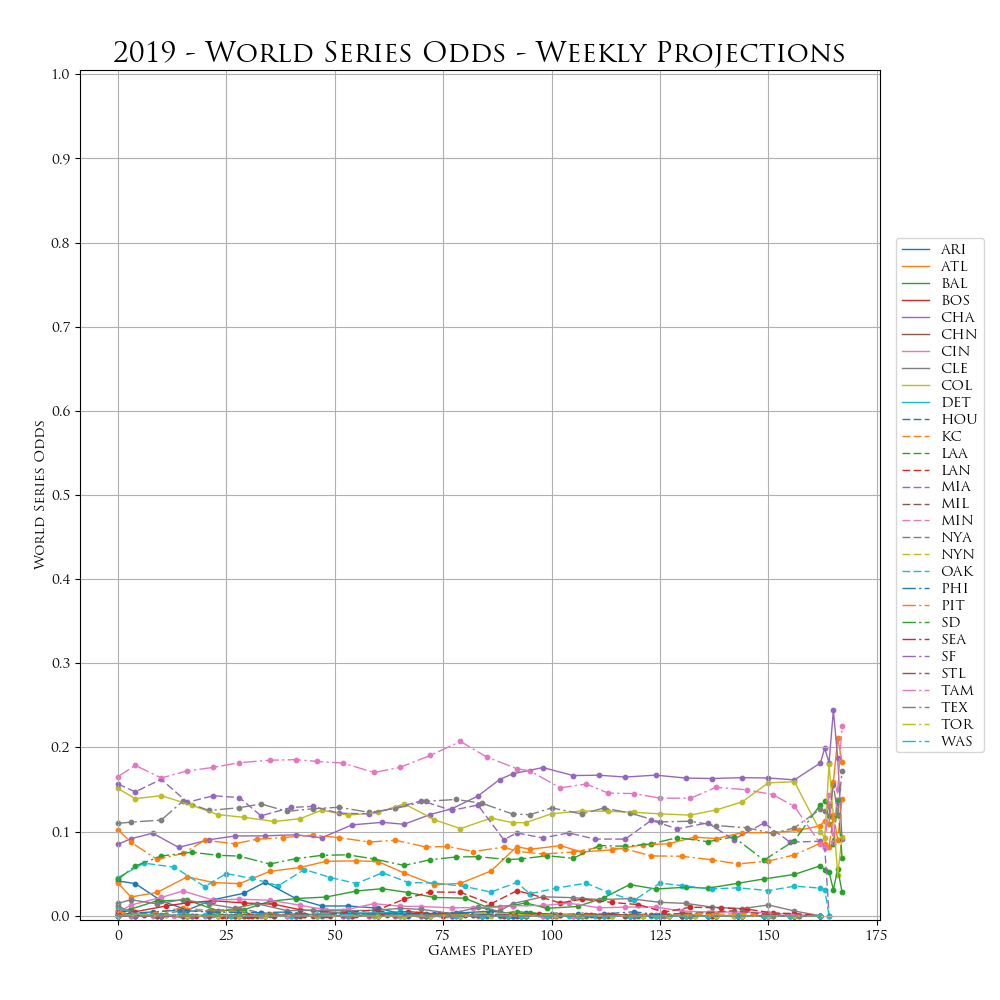 2019 - World Series Odds - Weekly Projections
1.0
0.9
0.8
0.7
0.6
0.5
0.4
0.3
0.2
0.1
0.0
World Series Odds
0 25 50 75 100 125 150 175
Games Played
ARI
ATL
BAL
BOS
CHA
CHN
CIN
CLE
COL
DET
HOU
KC
LAA
LAN
MIA
MIL
MIN
NYA
NYN
OAK
PHI
PIT
SD
SEA
SF
STL
TAM
TEX
TOR
WAS